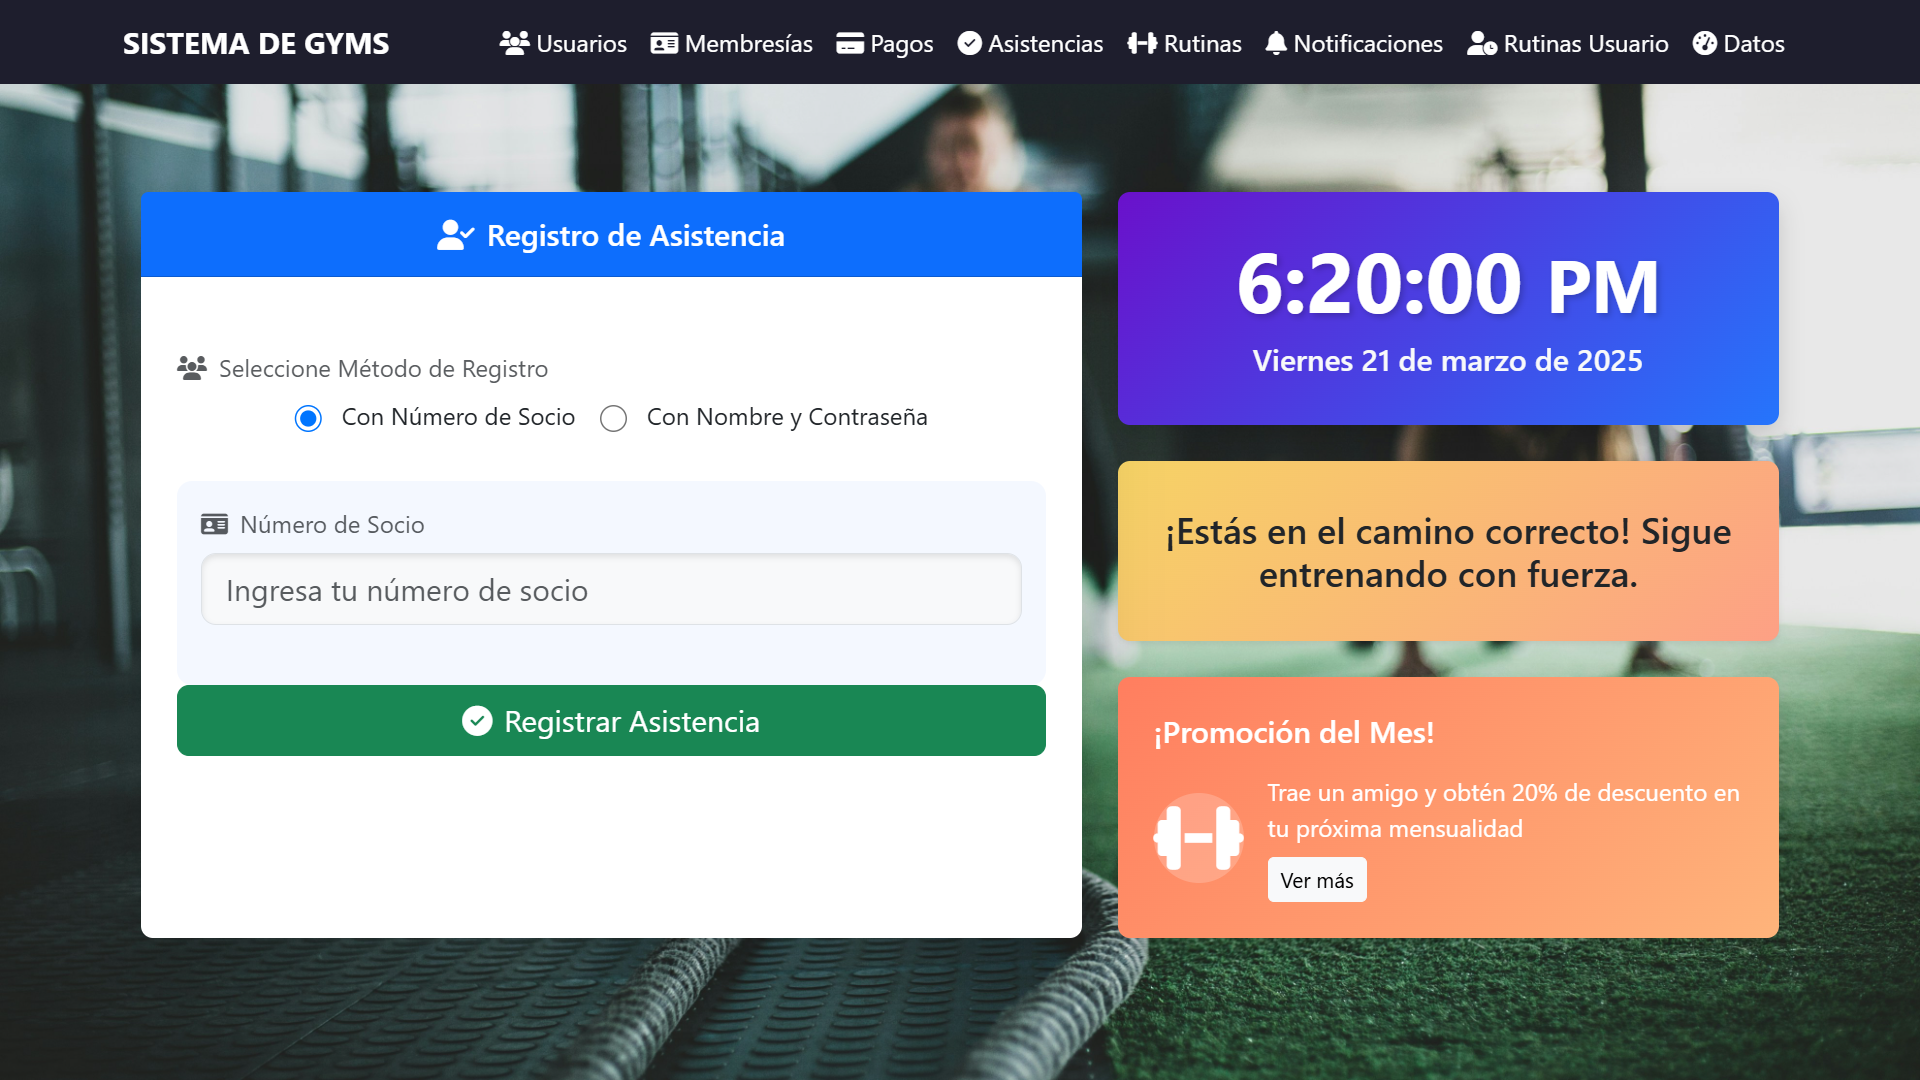 SISTEMA DE GYMS
Usuarios
Membresías
Pagos
Asistencias
Rutinas
Notificaciones
Rutinas Usuario
Datos
Registro de Asistencia
Seleccione Método de Registro
Con Número de Socio
Con Nombre y Contraseña
Número de Socio
Ingresa tu número de socio
Registrar Asistencia
6:20:00 PM
Viernes 21 de marzo de 2025
¡Estás en el camino correcto! Sigue
entrenando con fuerza.
¡Promoción del Mes!
Trae un amigo y obtén 20% de descuento en
tu próxima mensualidad
Ver más